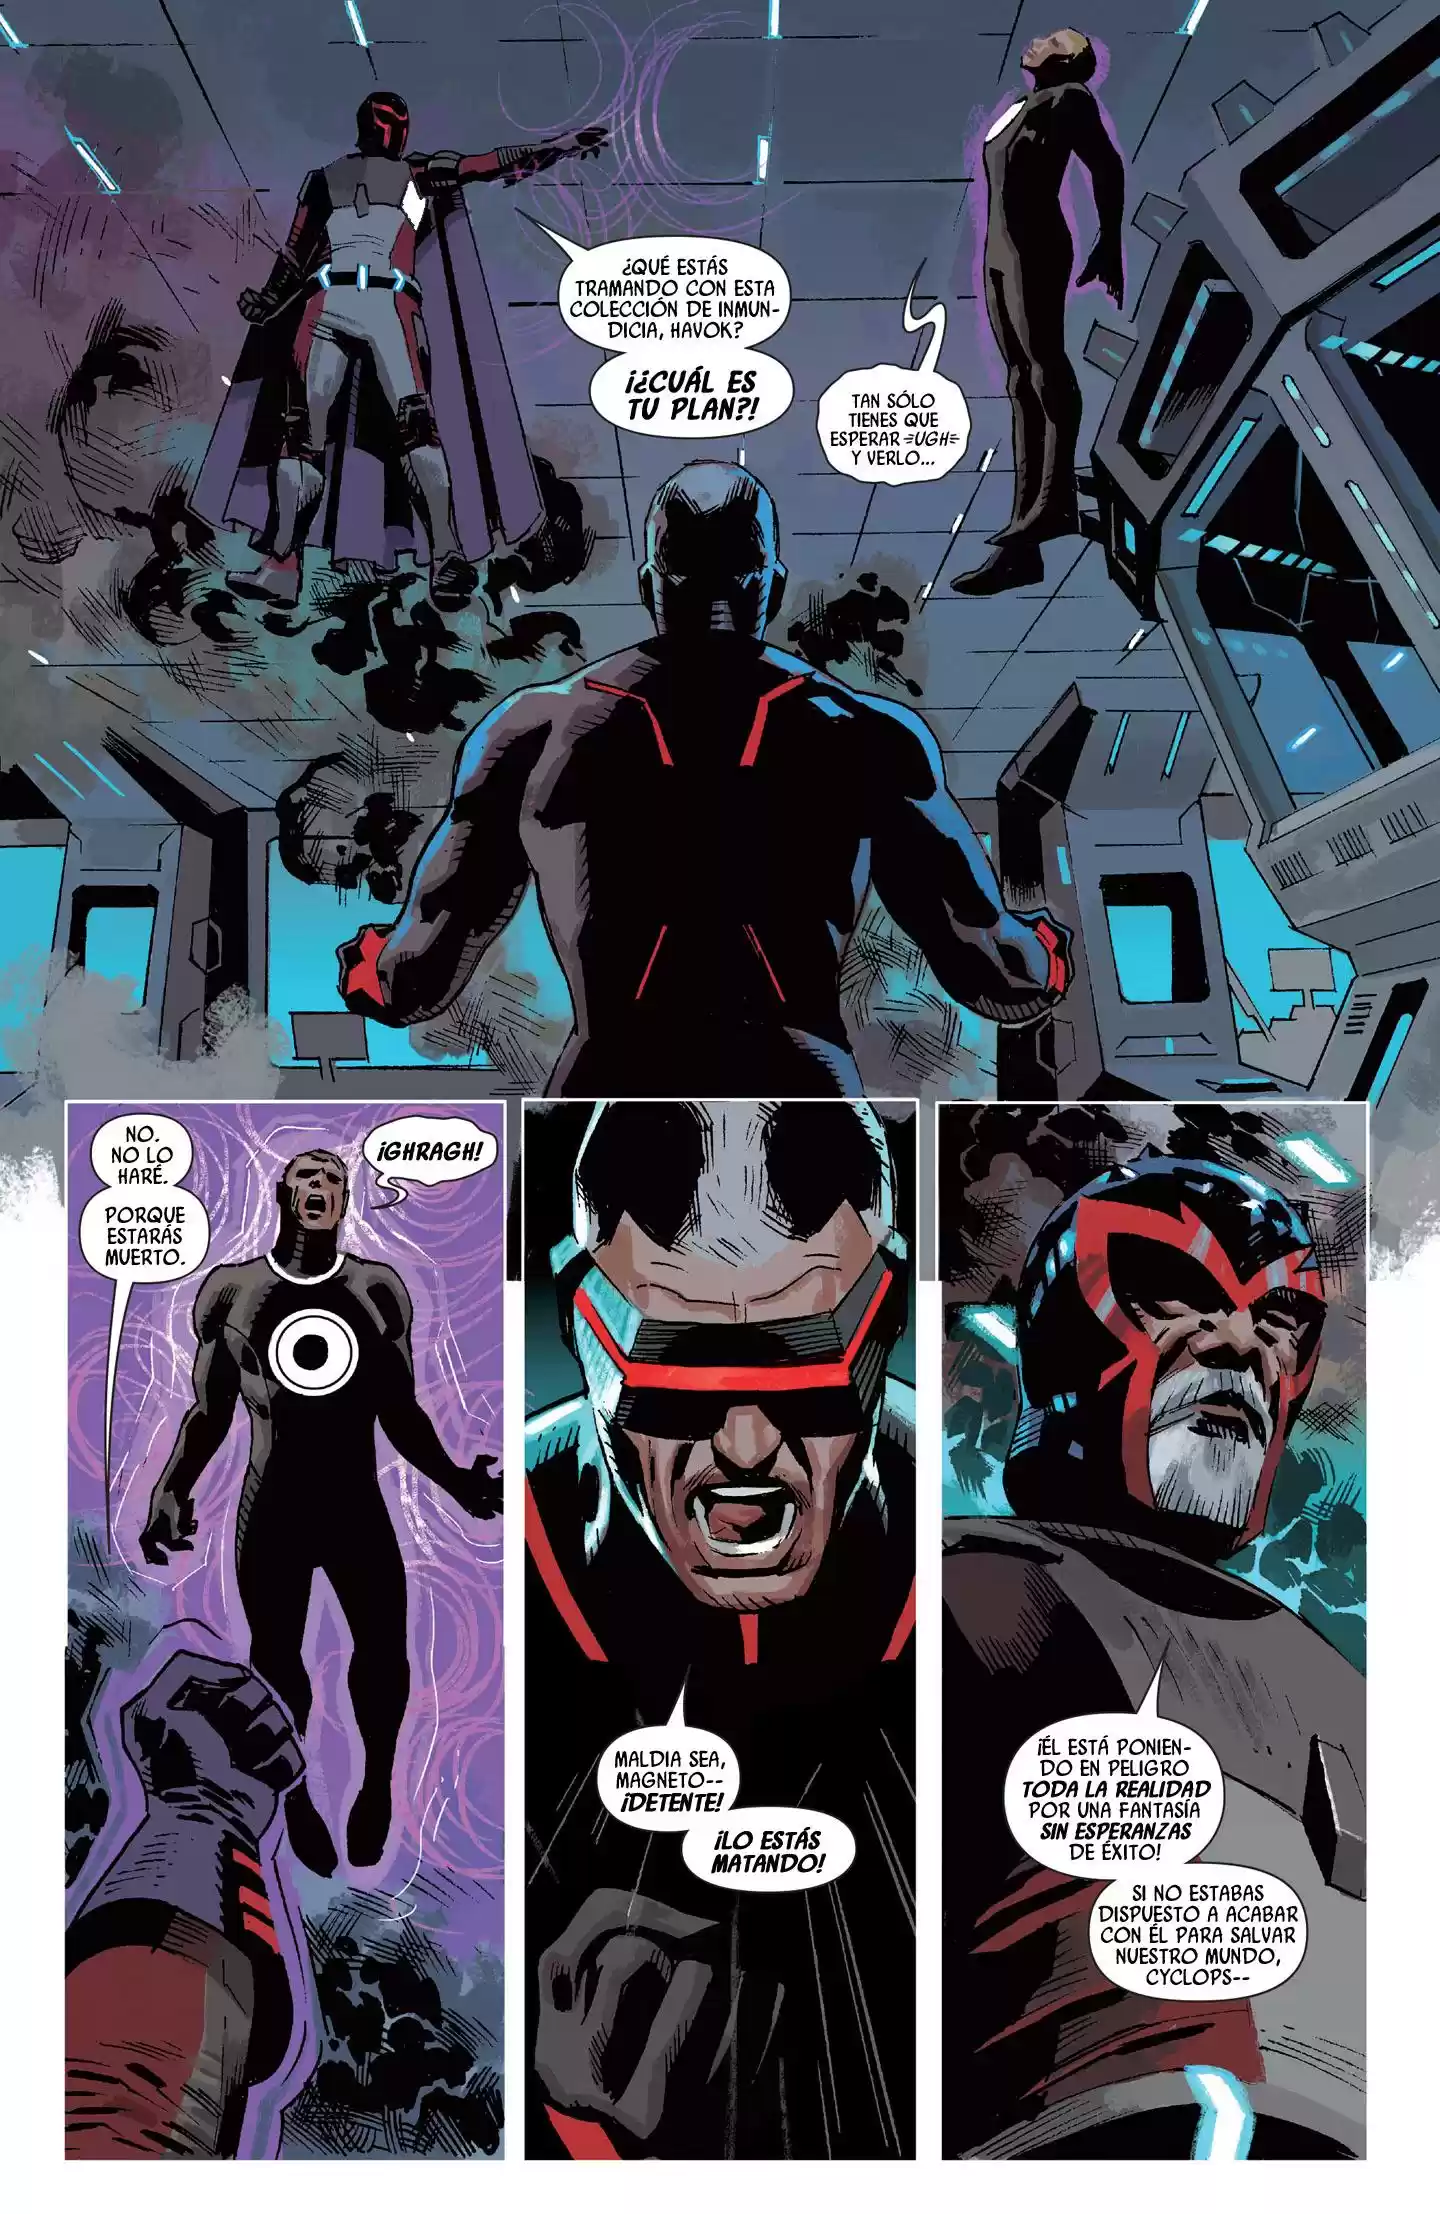 ¿QUÉ ESTÁS
TRAMANDO CON ESTA
COLECCIÓN DE INMUN-
DICIA, HAVOK?
¡¿CUÁL ES
TU PLAN?!
TAN SÓLO
TIENES QUE
ESPERAR =UGH=
Y VERLO...
NO.
NO LO
HARÉ.
PORQUE
ESTARÁS
MUERTO.
¡GHRAGH!
MALDIA SEA,
MAGNETO--
¡DETENTE!
¡LO ESTÁS
MATANDO!
¡ÉL ESTÁ PONIEN-
DO EN PELIGRO
TODA LA REALIDAD
POR UNA FANTASÍA
SIN ESPERANZAS
DE ÉXITO!
SI NO ESTABAS
DISPUESTO A ACABAR
CON ÉL PARA SALVAR
NUESTRO MUNDO,
CYCLOPS--